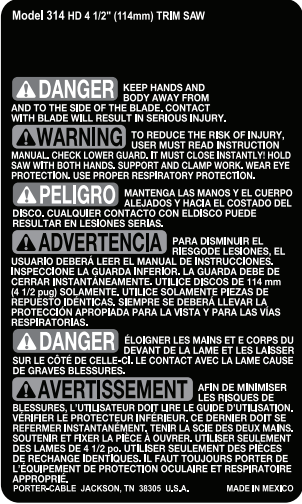 Model 314 HD 4 1/2" (114mm) TRIM SAW
DANGER KEEP HANDS AND
BODY AWAY FROM
AND TO THE SIDE OF THE BLADE. CONTACT
WITH BLADE WILL RESULT IN SERIOUS INJURY.
WARNING TO REDUCE THE RISK OF INJURY,
USER MUST READ INSTRUCTION
MANUAL. CHECK LOWER GUARD. IT MUST CLOSE INSTANTLY! HOLD
SAW WITH BOTH HANDS. SUPPORT AND CLAMP WORK. WEAR EYE
PROTECTION. USE PROPER RESPIRATORY PROTECTION.
PELIGRO MANTENGA LAS MANOS Y EL CUERPO
ALEJADOS Y HACIA EL COSTADO DEL
DISCO. CUALQUIER CONTACTO CON ELDISCO PUEDE
RESULTAR EN LESIONES SERIAS.
ADVERTENCIA PARA DISMINUIR EL
RIESGODE LESIONES, EL
USUARIO DEBERÁ LEER EL MANUAL DE INSTRUCCIONES.
INSPECCIONE LA GUARDA INFERIOR. LA GUARDA DEBE DE
CERRAR INSTANTÁNEAMENTE. UTILICE DISCOS DE 114 mm
(4 1/2 pug) SOLAMENTE. UTILICE SOLAMENTE PIEZAS DE
REPUESTO IDÉNTICAS. SIEMPRE SE DEBERÁ LLEVAR LA
PROTECCIÓN APROPIADA PARA LA VISTA Y PARA LAS VÍAS
RESPIRATORIAS.
DANGER ÉLOIGNER LES MAINS ET E CORPS DU
DEVANT DE LA LAME ET LES LAISSER
SUR LE CÔTÉ DE CELLE-CI. LE CONTACT AVEC LA LAME CAUSE
DE GRAVES BLESSURES.
AVERTISSEMENT AFIN DE MINIMISER
LES RISQUES DE
BLESSURES, L'UTILISATEUR DOIT LIRE LE GUIDE D'UTILISATION.
VÉRIFIER LE PROTECTEUR INFÉRIEUR. CE DERNIER DOIT SE
REFERMER INSTANTANÉMENT, TENIR LA SCIE DES DEUX MAINS.
SOUTENIR ET FIXER LA PIÈCE À OUVRER. UTILISER SEULEMENT
DES LAMES DE 4 1/2 po. UTILISER SEULEMENT DES PIÈCES
DE RECHANGE IDENTIQUES. IL FAUT TOUJOURS PORTER DE
L'ÉQUIPEMENT DE PROTECTION OCULAIRE ET RESPIRATOIRE
APPROPRIÉ.
PORTER-CABLE JACKSON, TN 38305 U.S.A. MADE IN MEXICO